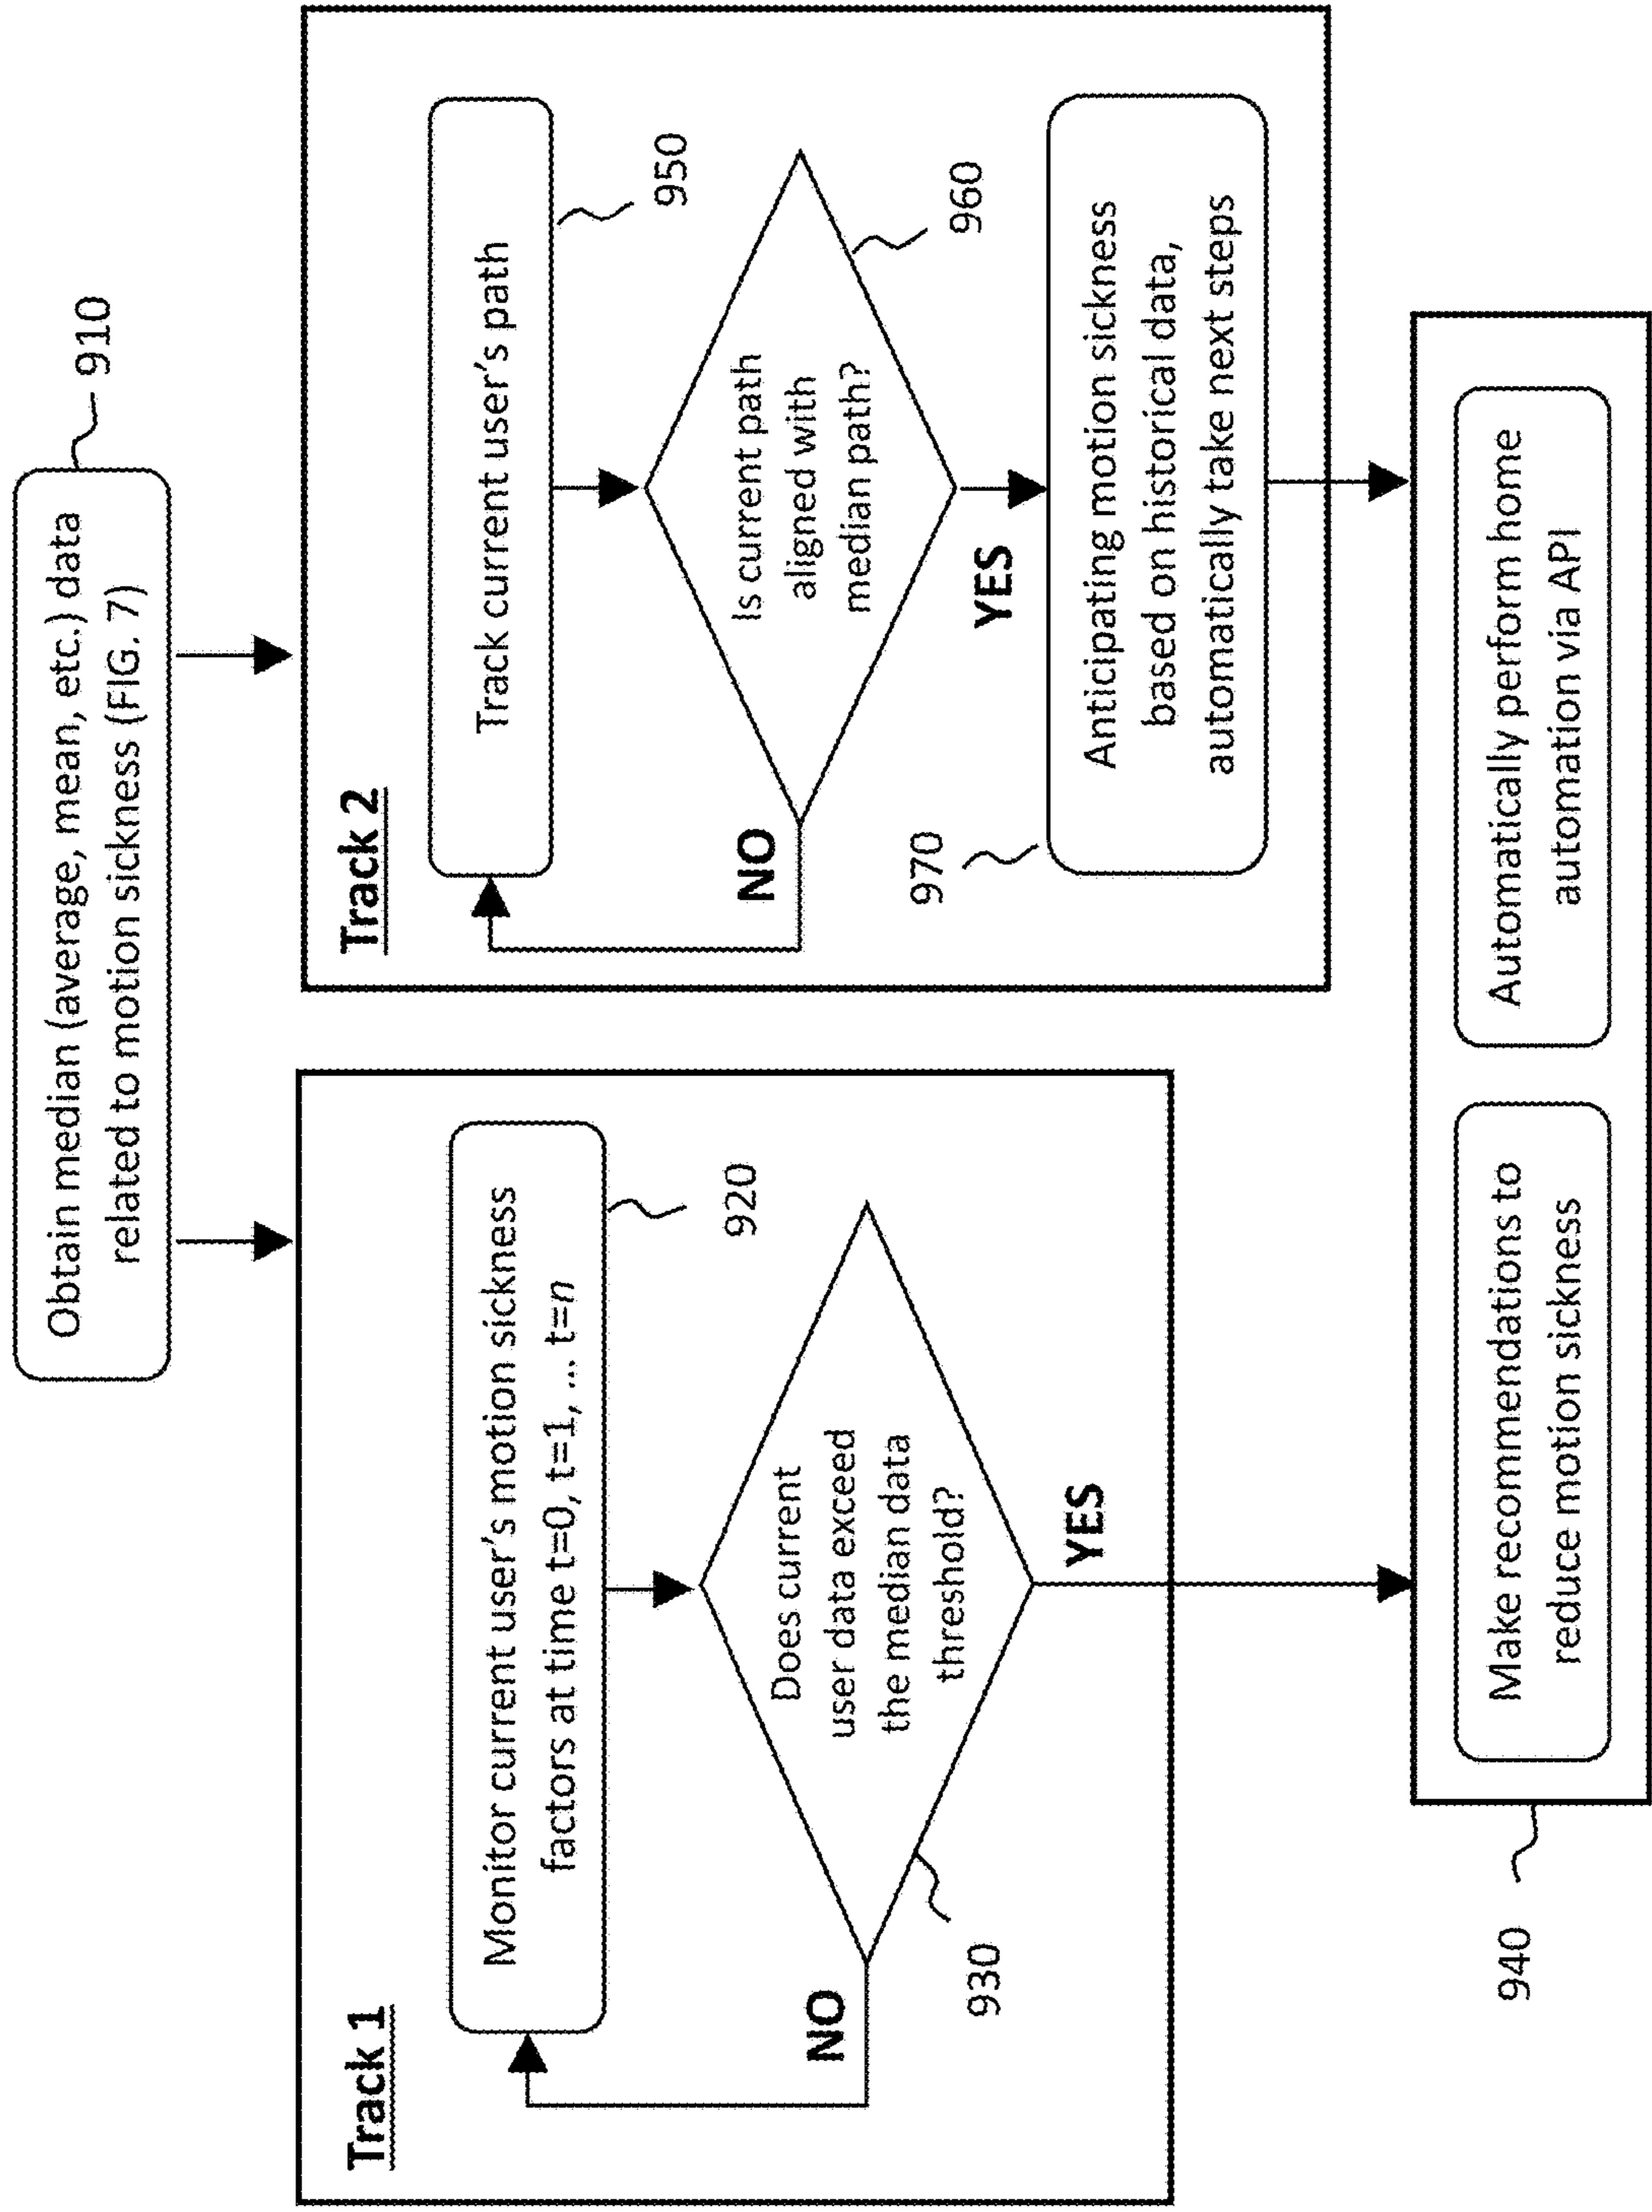 Obtain median (average, mean, etc.) data
related to motion sickness (FIG. 7)
910
Track 1
Monitor current user's motion sickness
factors at time t=0, t=1, ... t=n
920
Does current
user data exceed
the median data
threshold?
NO
930
YES
Track 2
Track current user's path
950
Is current path
aligned with
median path?
960
NO
YES
970
Anticipating motion sickness
based on historical data,
automatically take next steps
940
Make recommendations to
reduce motion sickness
Automatically perform home
automation via API